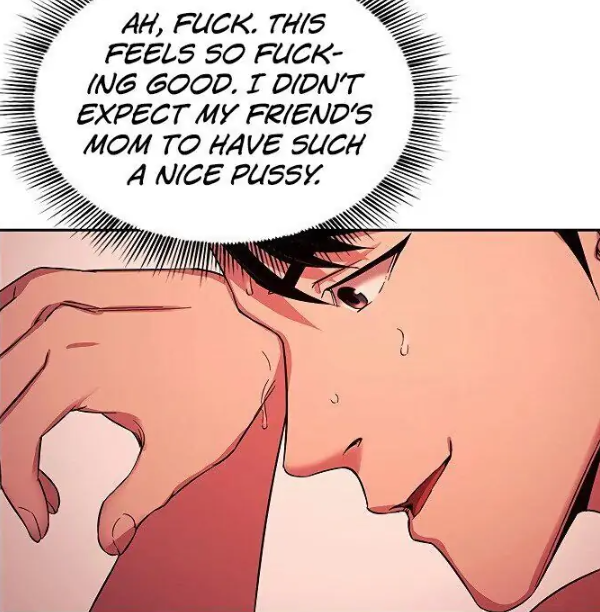 AH, FUCK. THIS
FEELS SO FUCK-
ING GOOD. I DIDN'T
EXPECT MY FRIEND'S
MOM TO HAVE SUCH
A NICE PUSSY.